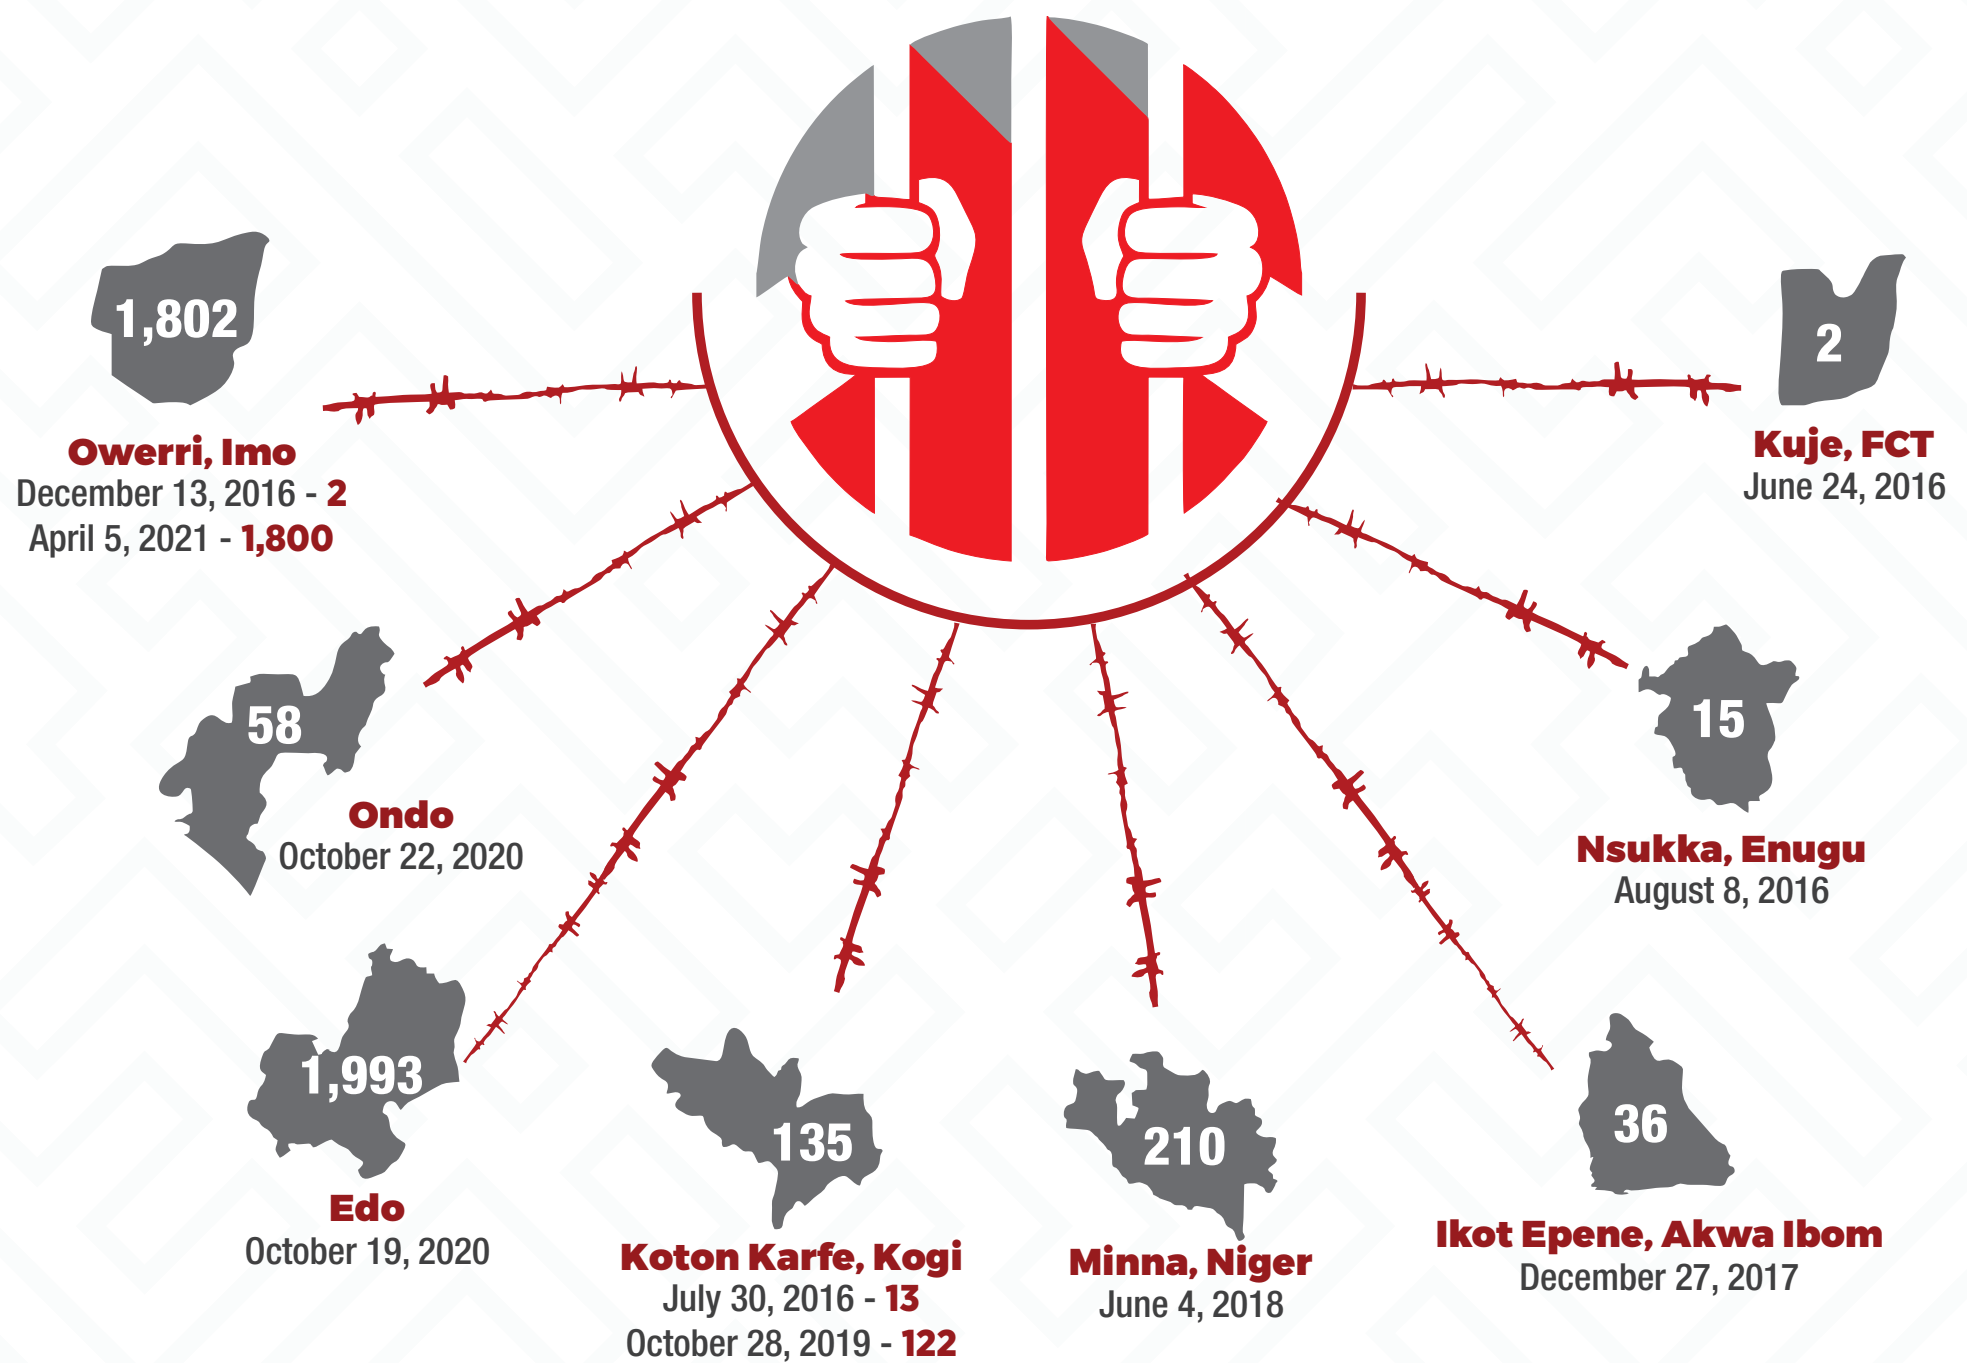 1,802
Owerri, Imo
December 13, 2016 - 2
April 5, 2021 - 1,800
58
Ondo
October 22, 2020
1,993
Edo
October 19, 2020
135
Koton Karfe, Kogi
July 30, 2016 - 13
October 28, 2019 - 122
210
Minna, Niger
June 4, 2018
36
Ikot Epene, Akwa Ibom
December 27, 2017
15
Nsukka, Enugu
August 8, 2016
2
Kuje, FCT
June 24, 2016